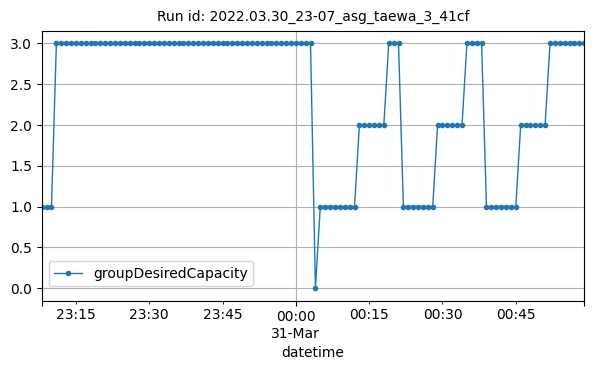 Run id: 2022.03.30_23-07_asg_taewa_3_41cf
3.0
2.5
2.0
1.5
1.0
0.5
0.0
groupDesiredCapacity
23:15 23:30 23:45 00:00 00:15 00:30 00:45
31-Mar
datetime